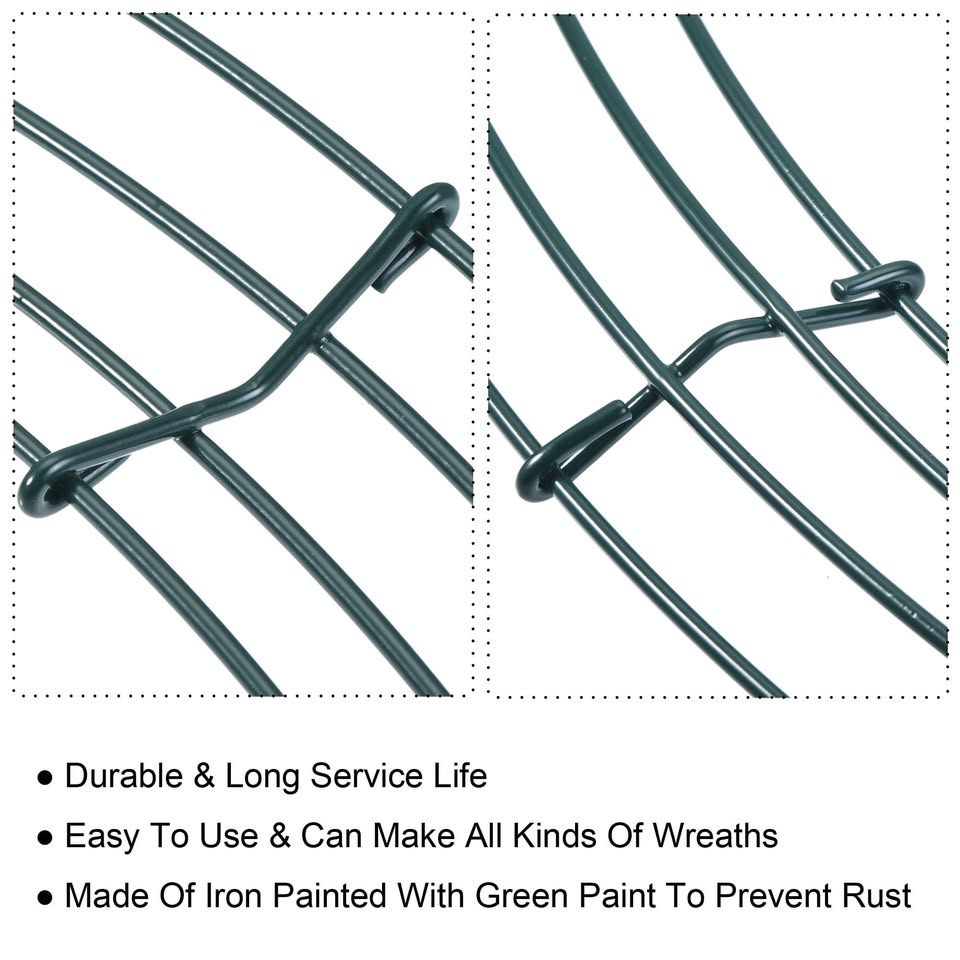 ● Durable & Long Service Life
● Easy To Use & Can Make All Kinds Of Wreaths
● Made Of Iron Painted With Green Paint To Prevent Rust